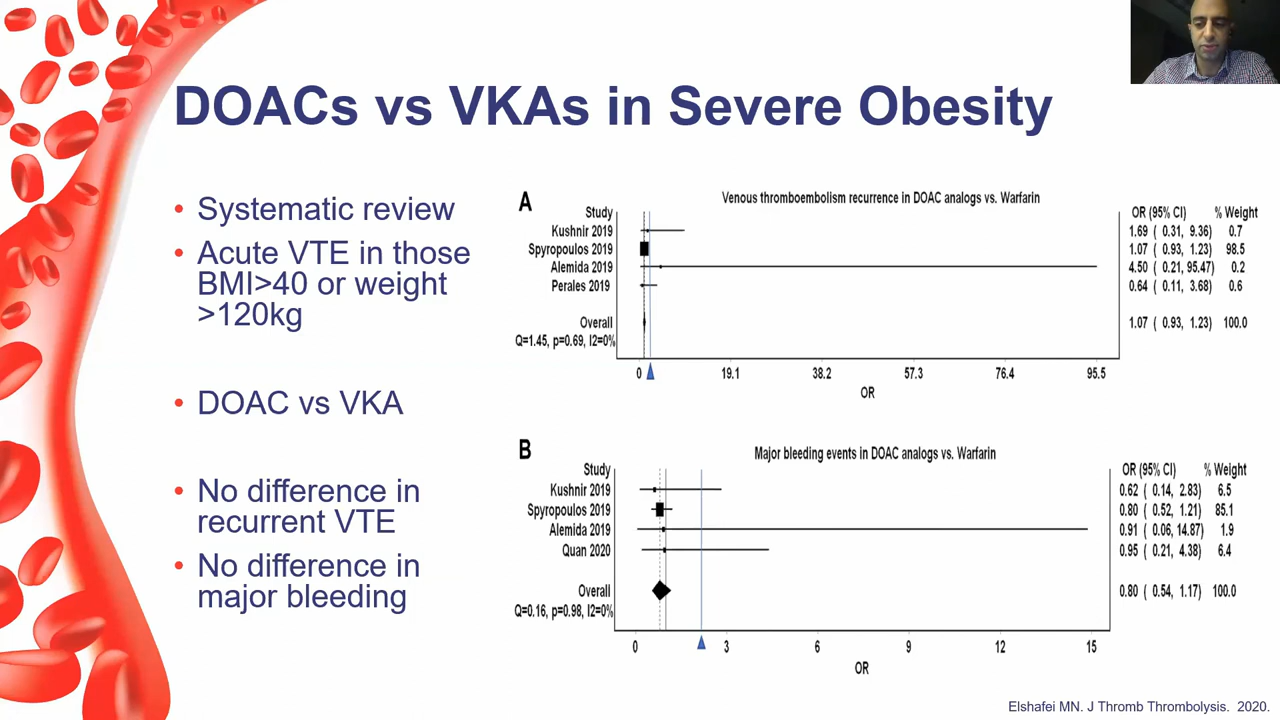 DOACs vs VKAs in Severe Obesity
• Systematic review
• Acute VTE in those
BMI>40 or weight
>120kg
• DOAC vs VKA
• No difference in
recurrent VTE
• No difference in
major bleeding
A
Venous thromboembolism recurrence in DOAC analogs vs. Warfarin
Study OR (95% CI) % Weight
Kushnir 2019 1.69 ( 0.31, 9.36) 0.7
Spyropoulos 2019 1.07 ( 0.93, 1.23) 98.5
Alemida 2019 4.50 ( 0.21, 95.47) 0.2
Perales 2019 0.64 ( 0.11, 3.68) 0.6
Overall 1.07 ( 0.93, 1.23) 100.0
Q=1.45, p=0.69, I2=0%
0 19.1 38.2 57.3 76.4 95.5
OR
B
Major bleeding events in DOAC analogs vs. Warfarin
Study OR (95% CI) % Weight
Kushnir 2019 0.62 ( 0.14, 2.83) 6.5
Spyropoulos 2019 0.80 ( 0.52, 1.21) 85.1
Alemida 2019 0.91 ( 0.06, 14.87) 1.9
Quan 2020 0.95 ( 0.21, 4.38) 6.4
Overall 0.80 ( 0.54, 1.17) 100.0
Q=0.16, p=0.98, I2=0%
0 3 6 9 12 15
OR
Elshafei MN. J Thromb Thrombolysis. 2020.